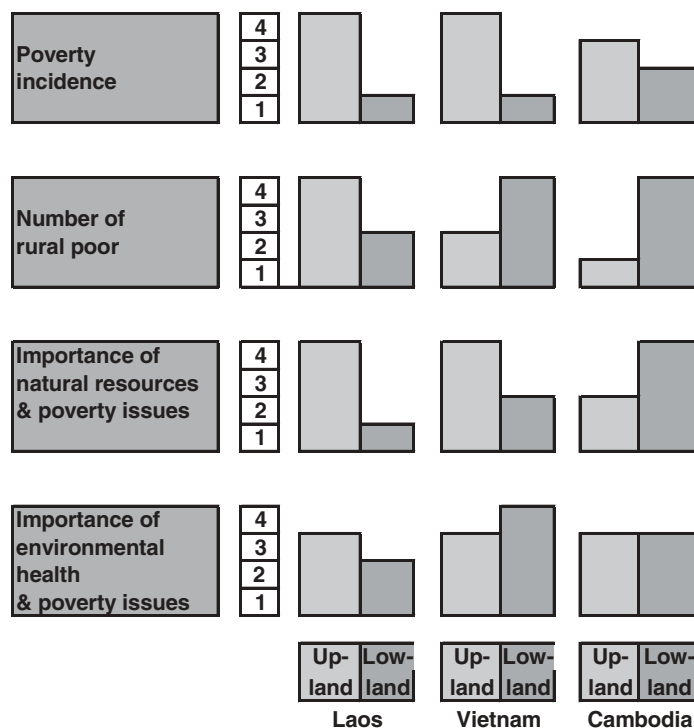 Poverty
incidence
4
3
2
1
Number of
rural poor
4
3
2
1
Importance of
natural resources
& poverty issues
4
3
2
1
Importance of
environmental
health
& poverty issues
4
3
2
1
Up-
land
Low-
land
Up-
land
Low-
land
Up-
land
Low-
land
Laos
Vietnam
Cambodia